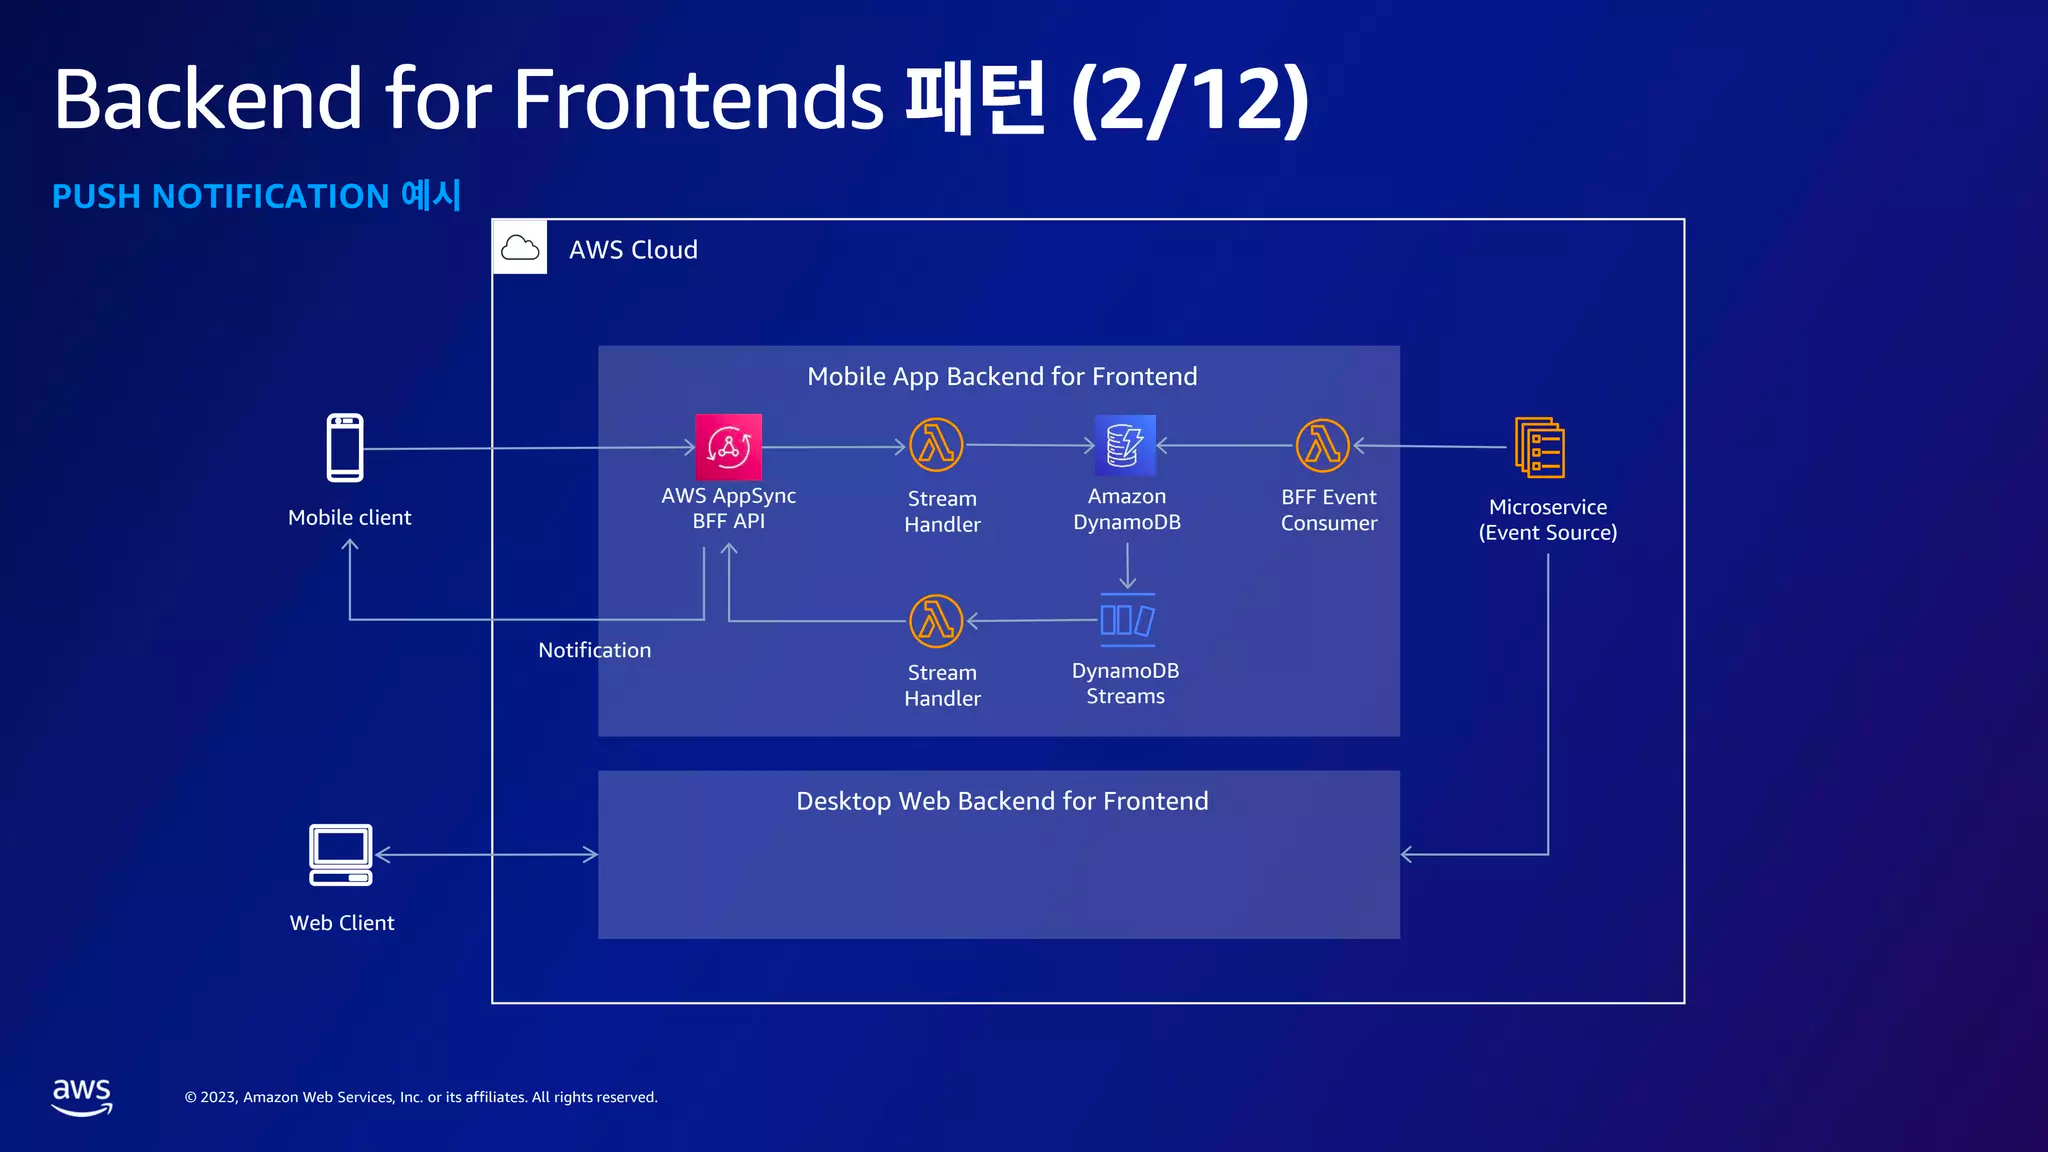 Backend for Frontends 패턴 (2/12)
PUSH NOTIFICATION 예시
AWS Cloud
Mobile App Backend for Frontend
Mobile client
AWS AppSync
BFF API
Stream
Handler
Amazon
DynamoDB
BFF Event
Consumer
Microservice
(Event Source)
Notification
Stream
Handler
DynamoDB
Streams
Desktop Web Backend for Frontend
Web Client
aws
© 2023, Amazon Web Services, Inc. or its affiliates. All rights reserved.